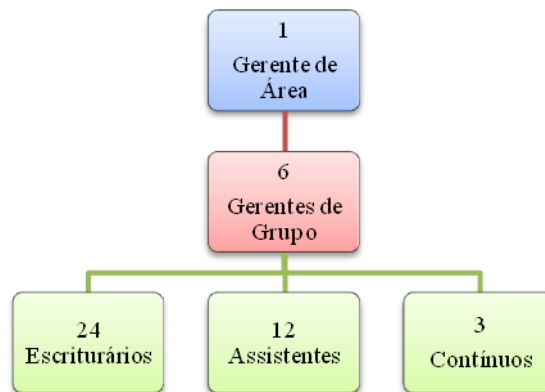 1
Gerente de
Área
6
Gerentes de
Grupo
24
Escriturários
12
Assistentes
3
Contínuos